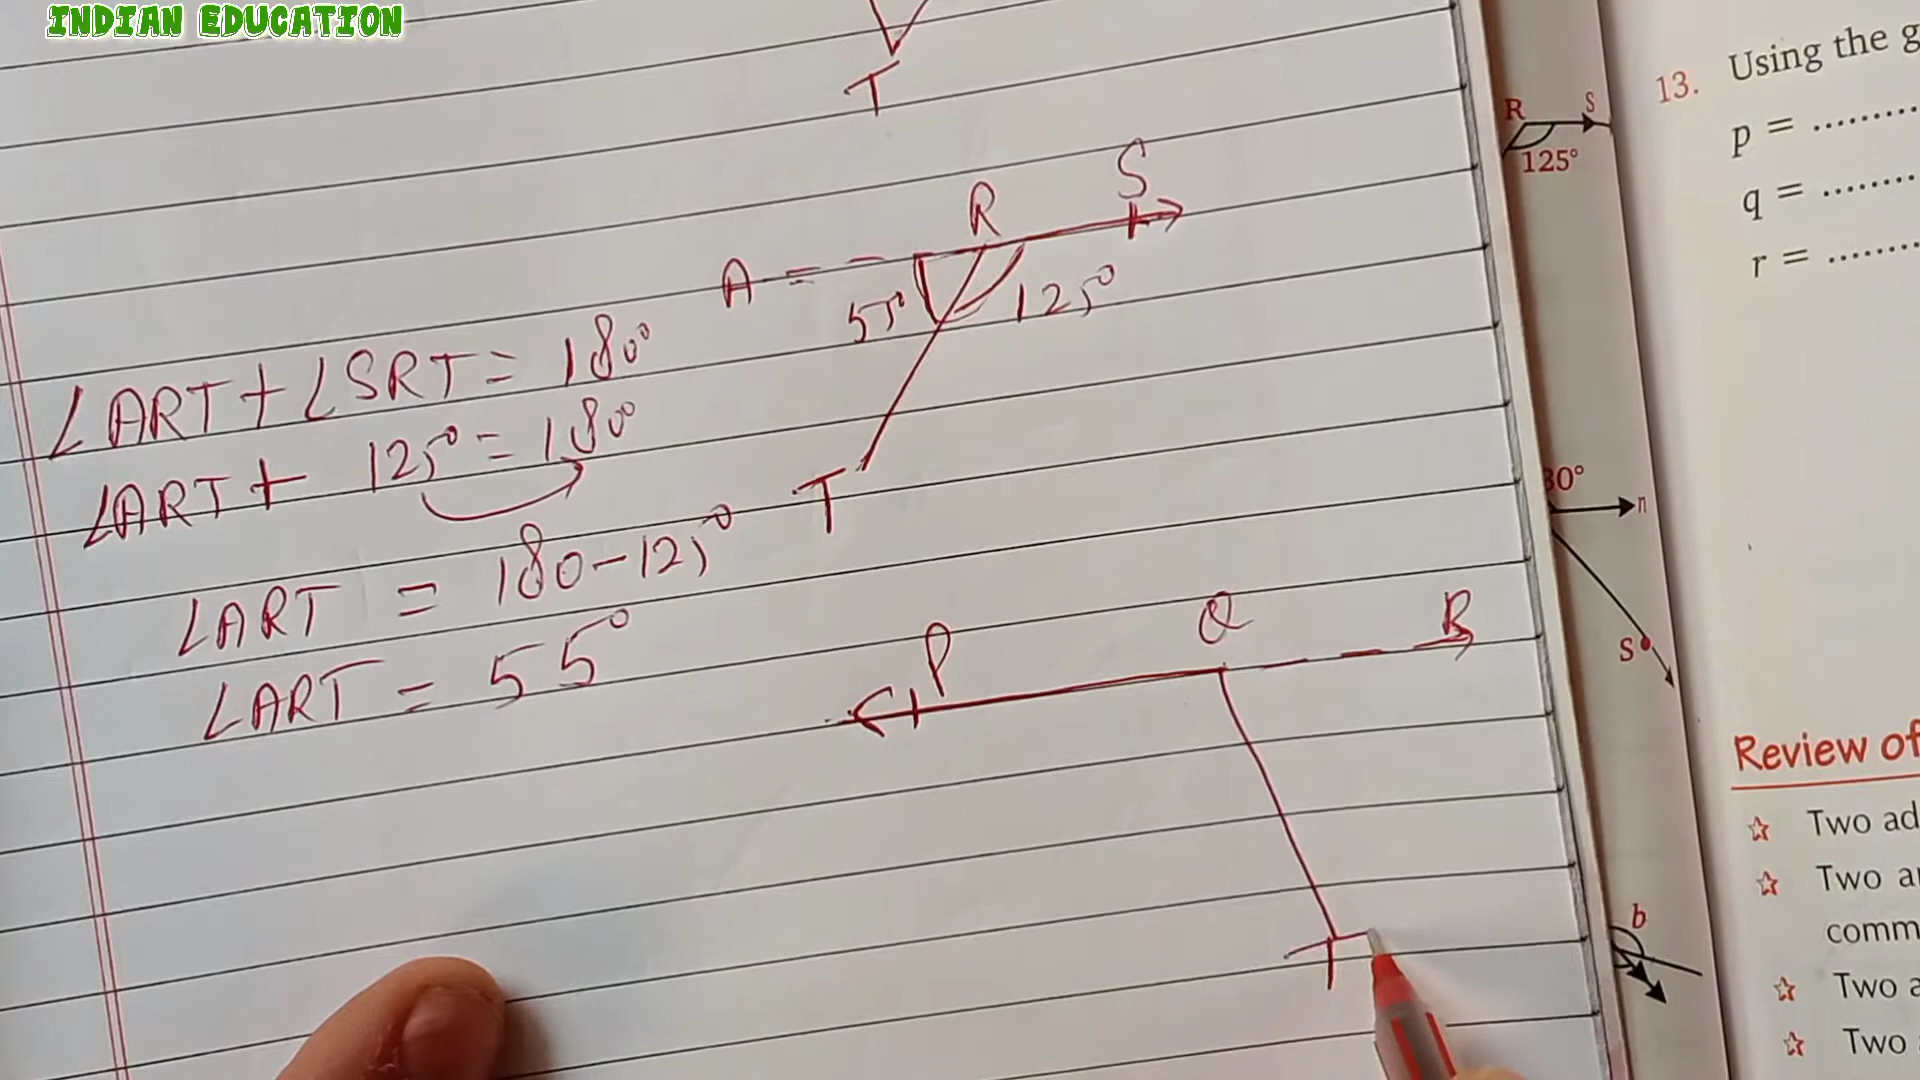 INDIAN EDUCATION
T
R S
A
55° 125°
∠ART + ∠SRT = 180°
∠ART + 125° = 180°
T
∠ART = 180 - 125°
∠ART = 55°
P Q B
T
R S
125°
n
S
b
13. Using the g
p = ..........
q = ..........
r = ..........
Review of
☆ Two ad
☆ Two a
comm
☆ Two a
☆ Two